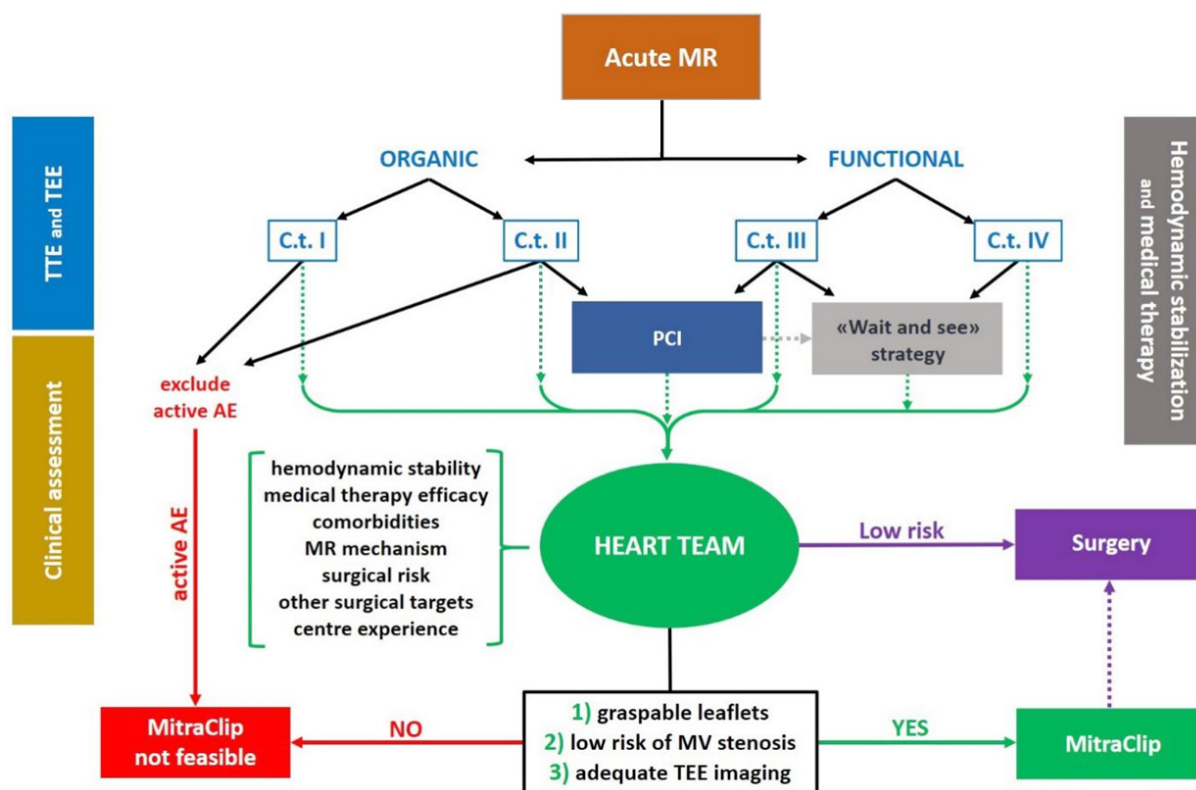 Acute MR
TTE and TEE
Hemodynamic stabilization
and medical therapy
ORGANIC
FUNCTIONAL
C.t. I
C.t. II
C.t. III
C.t. IV
PCI
«Wait and see»
strategy
Clinical assessment
exclude
active AE
active AE
hemodynamic stability
medical therapy efficacy
comorbidities
MR mechanism
surgical risk
other surgical targets
centre experience
HEART TEAM
Low risk
Surgery
MitraClip
not feasible
NO
1) graspable leaflets
2) low risk of MV stenosis
3) adequate TEE imaging
YES
MitraClip